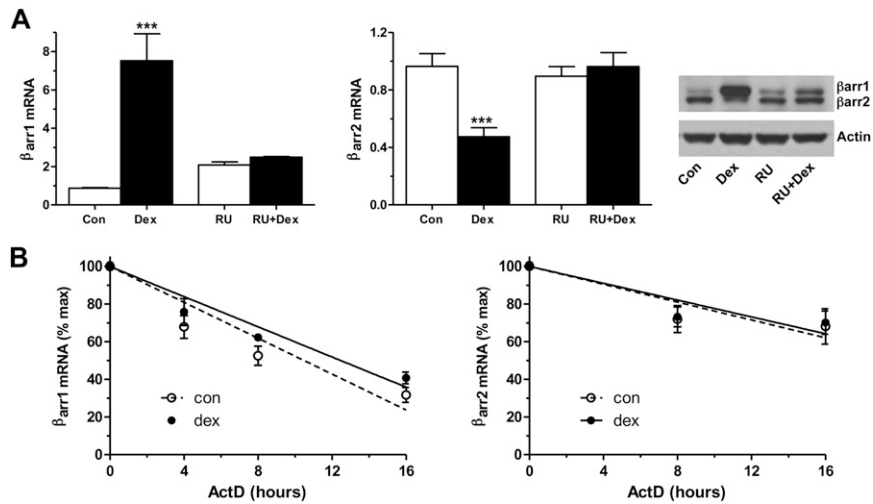 A
βarr1 mRNA
8
6
4
2
0
***
Con
Dex
RU
RU+Dex
βarr2 mRNA
1.2
0.8
0.4
0.0
***
Con
Dex
RU
RU+Dex
βarr1
βarr2
Actin
Con
Dex
RU
RU+Dex
B
βarr1 mRNA (% max)
100
80
60
40
20
0
con
dex
0
4
8
12
16
ActD (hours)
βarr2 mRNA (% max)
100
80
60
40
20
0
con
dex
0
4
8
12
16
ActD (hours)